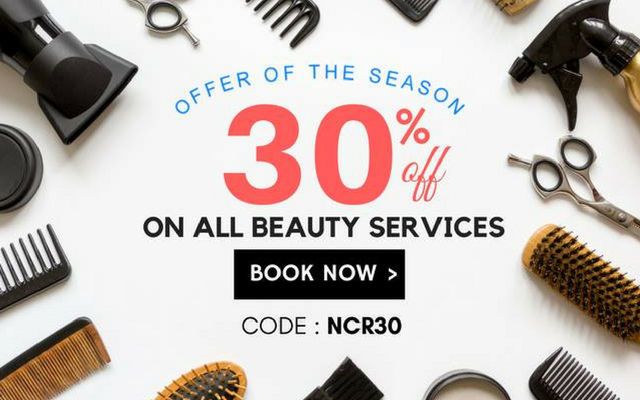 OFFER OF THE SEASON
30% off
ON ALL BEAUTY SERVICES
BOOK NOW >
CODE : NCR30